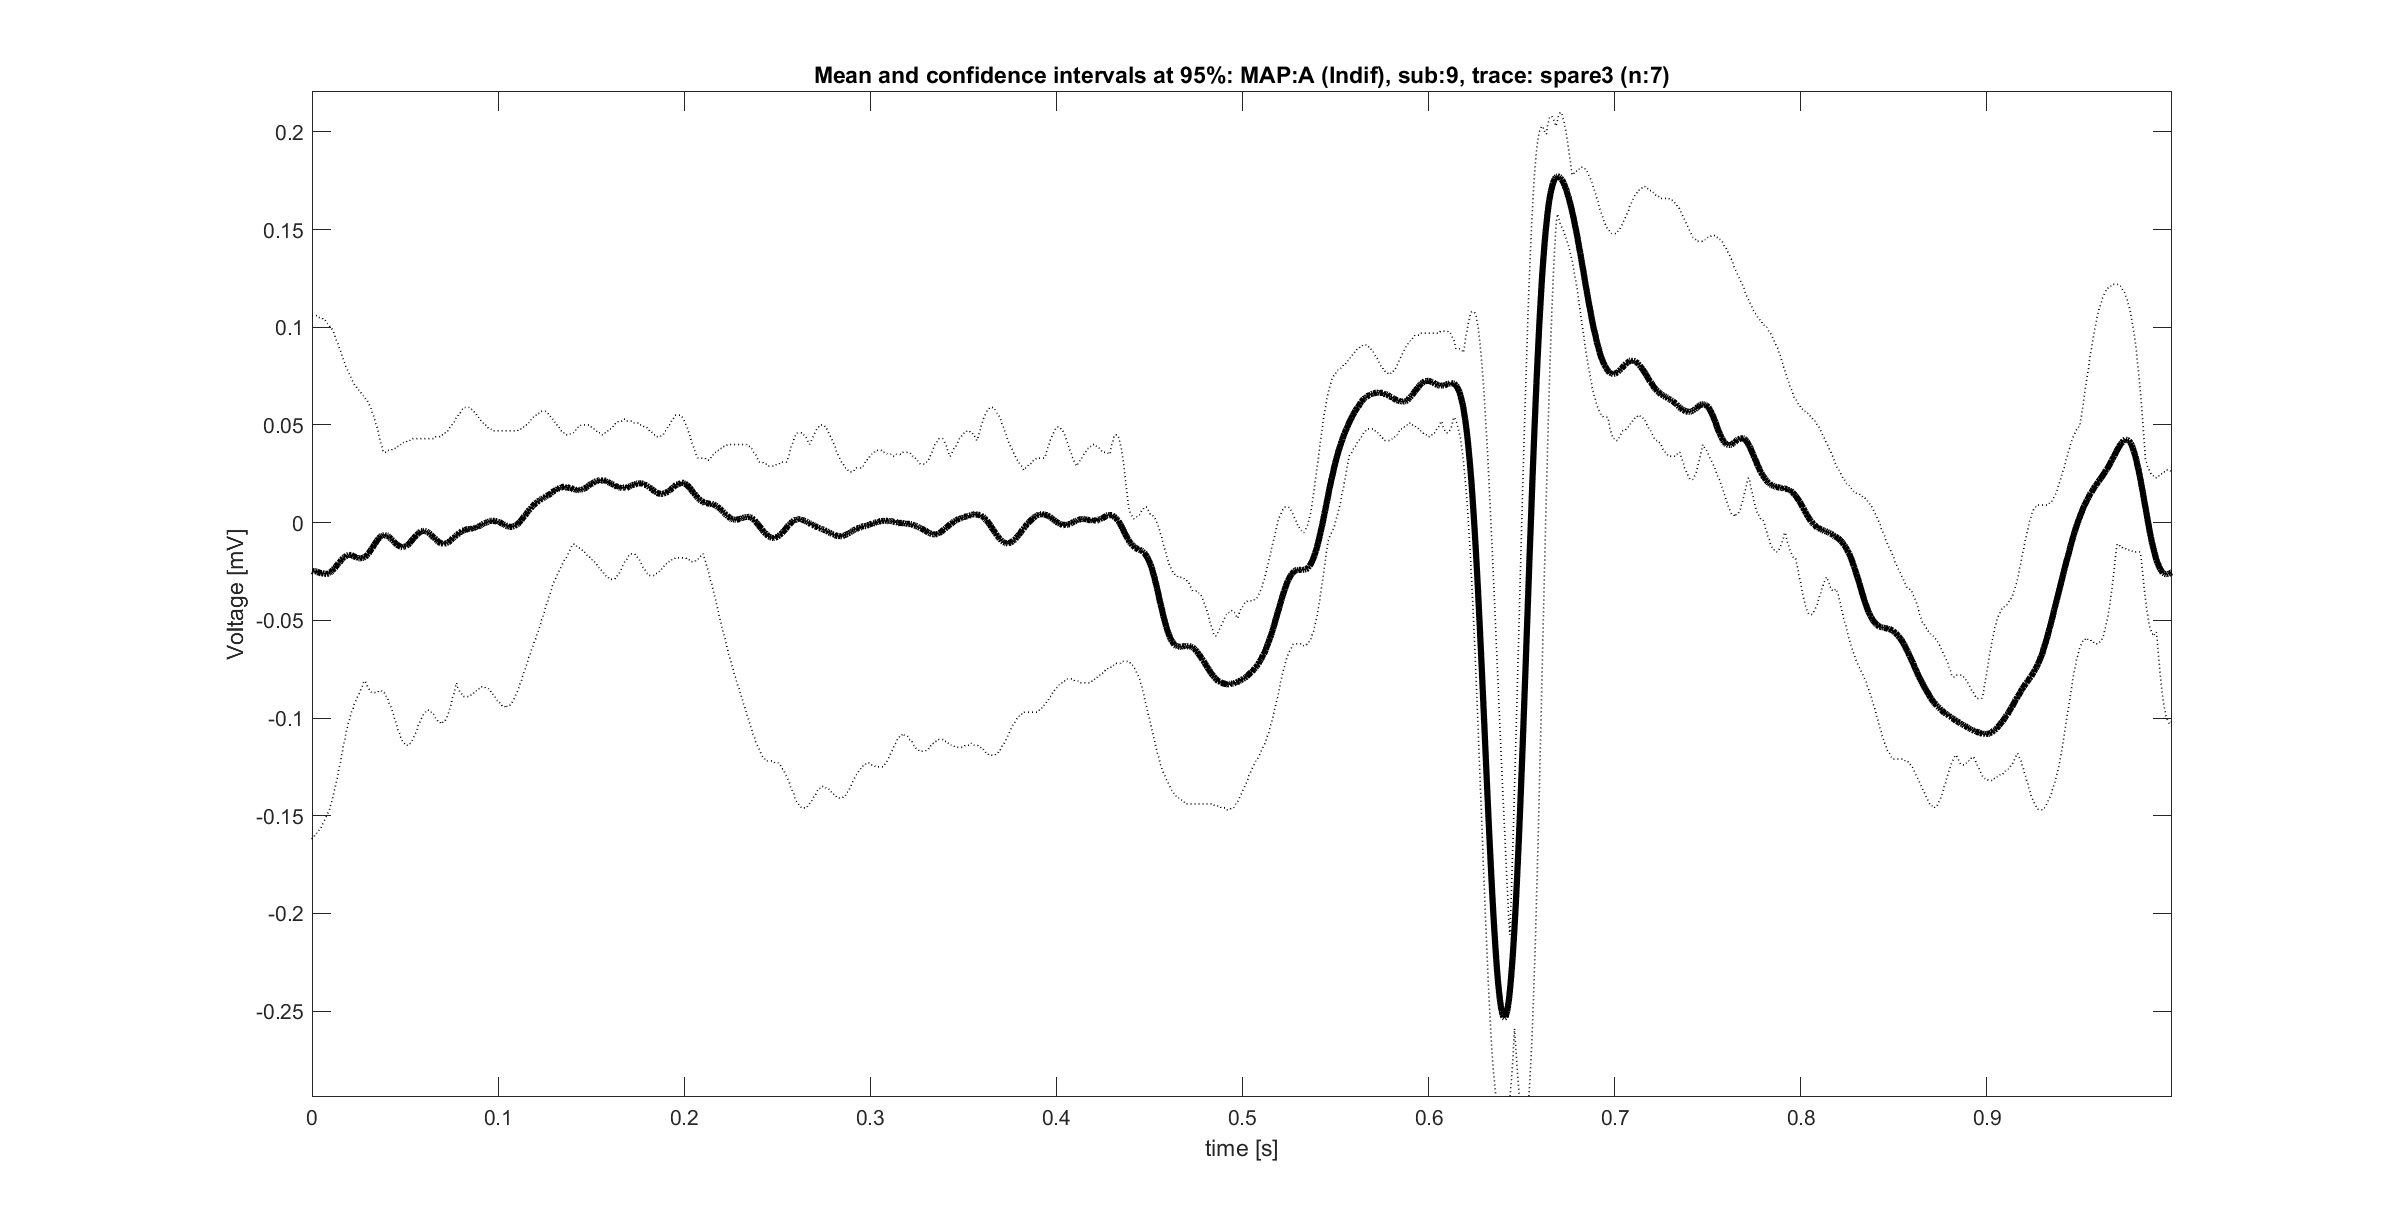 Mean and confidence intervals at 95%: MAP:A (Indif), sub:9, trace: spare3 (n:7)
0.2
0.15
0.1
0.05
0
-0.05
-0.1
-0.15
-0.2
-0.25
Voltage [mV]
0 0.1 0.2 0.3 0.4 0.5 0.6 0.7 0.8 0.9
time [s]